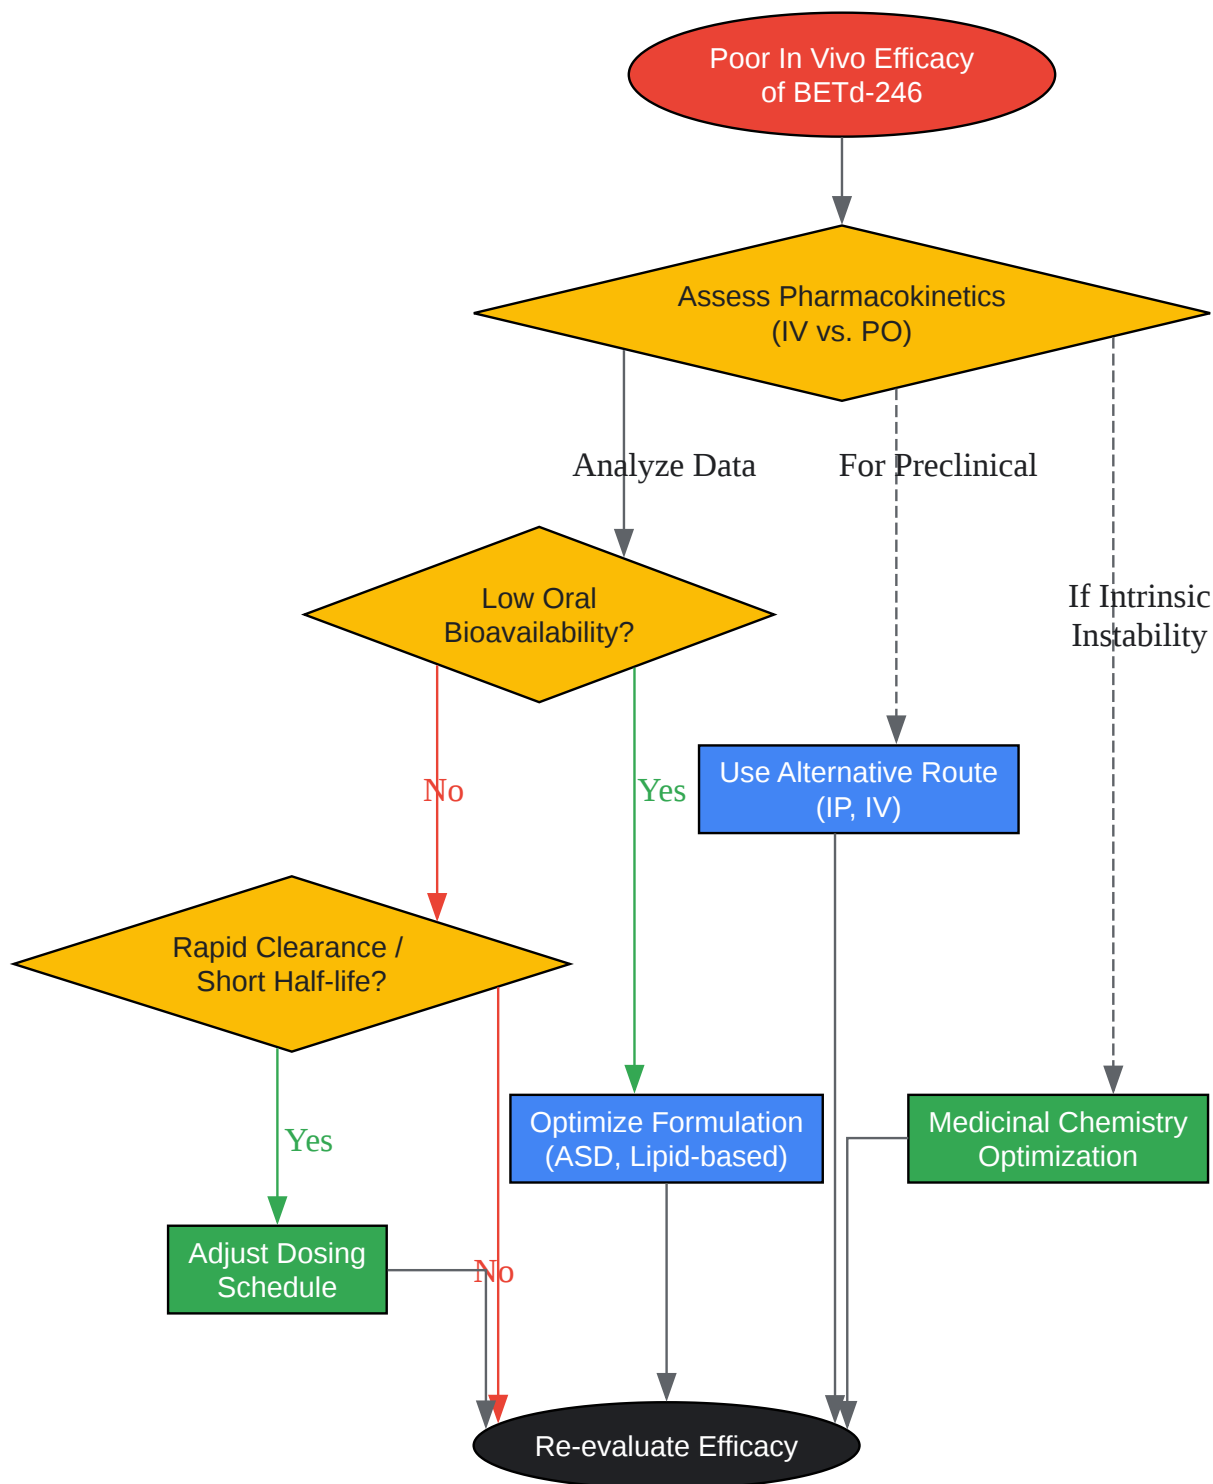 Poor In Vivo Efficacy
of BETd-246
Assess Pharmacokinetics
(IV vs. PO)
Analyze Data
For Preclinical
If Intrinsic
Instability
Low Oral
Bioavailability?
No
Yes
Use Alternative Route
(IP, IV)
Rapid Clearance /
Short Half-life?
Yes
Optimize Formulation
(ASD, Lipid-based)
Medicinal Chemistry
Optimization
Adjust Dosing
Schedule
No
Re-evaluate Efficacy